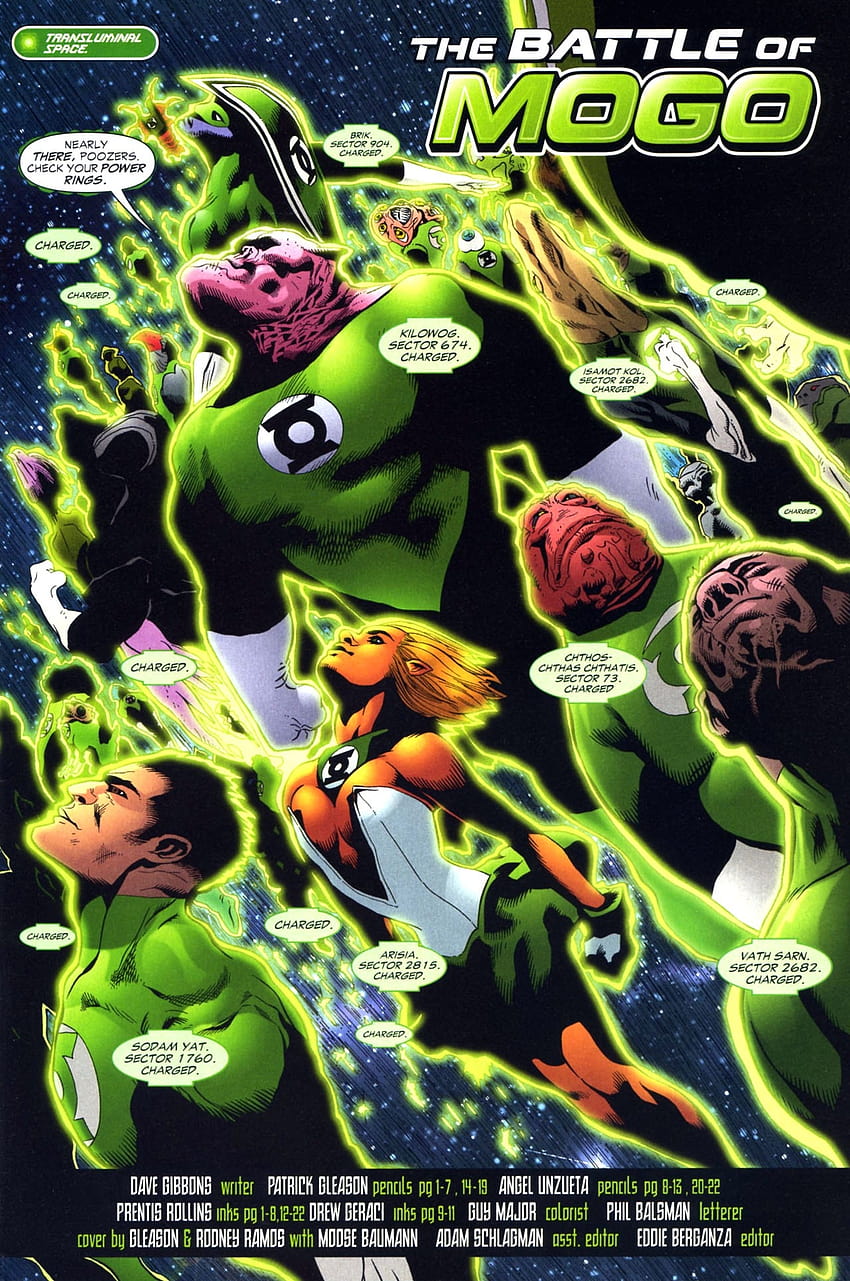 TRANSLUMINAL
SPACE.
THE BATTLE OF
MOGO
NEARLY
THERE, POOZERS.
CHECK YOUR POWER
RINGS.
BRIK.
SECTOR 904.
CHARGED.
CHARGED.
CHARGED.
CHARGED.
KILOWOG.
SECTOR 674.
CHARGED.
ISAMOT KOL.
SECTOR 2682.
CHARGED.
CHARGED.
CHARGED.
CHTHOS-
CHTHAS CHTHATIS.
SECTOR 73.
CHARGED
CHARGED.
CHARGED.
ARISIA.
SECTOR 2815.
CHARGED.
VATH SARN.
SECTOR 2682.
CHARGED.
SODAM YAT.
SECTOR 1760.
CHARGED.
CHARGED.
DAVE GIBBONS writer PATRICK GLEASON pencils pg 1-7, 14-19 ANGEL UNZUETA pencils pg 8-13, 20-22
PRENTIS ROLLINS inks pg 1-8,12-22 DREW GERACI inks pg 9-11 GUY MAJOR colorist PHIL BALSMAN letterer
cover by GLEASON & RODNEY RAMOS with MOOSE BAUMANN ADAM SCHLAGMAN asst. editor EDDIE BERGANZA editor